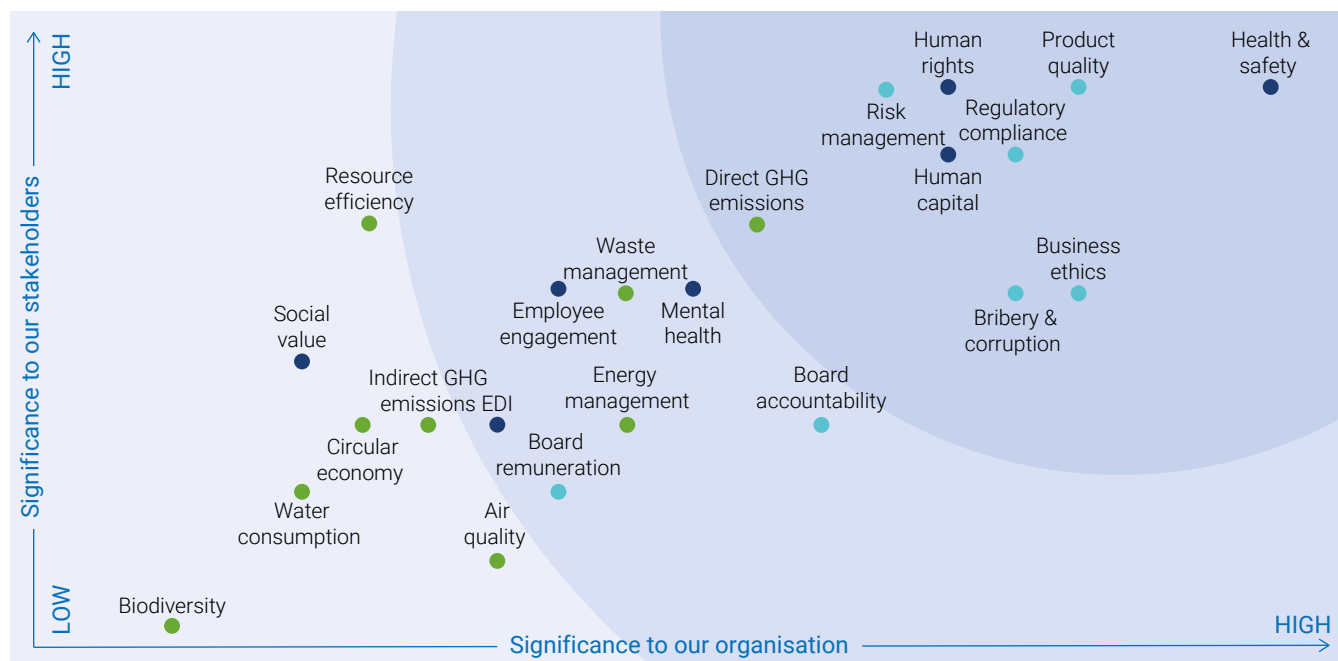 HIGH
Significance to our stakeholders
LOW
Human
rights
Product
quality
Health &
safety
Risk
management
Regulatory
compliance
Human
capital
Resource
efficiency
Direct GHG
emissions
Waste
management
Business
ethics
Employee
engagement
Mental
health
Bribery &
corruption
Social
value
Indirect GHG
emissions
EDI
Energy
management
Board
accountability
Circular
economy
Board
remuneration
Water
consumption
Air
quality
Biodiversity
Significance to our organisation
HIGH